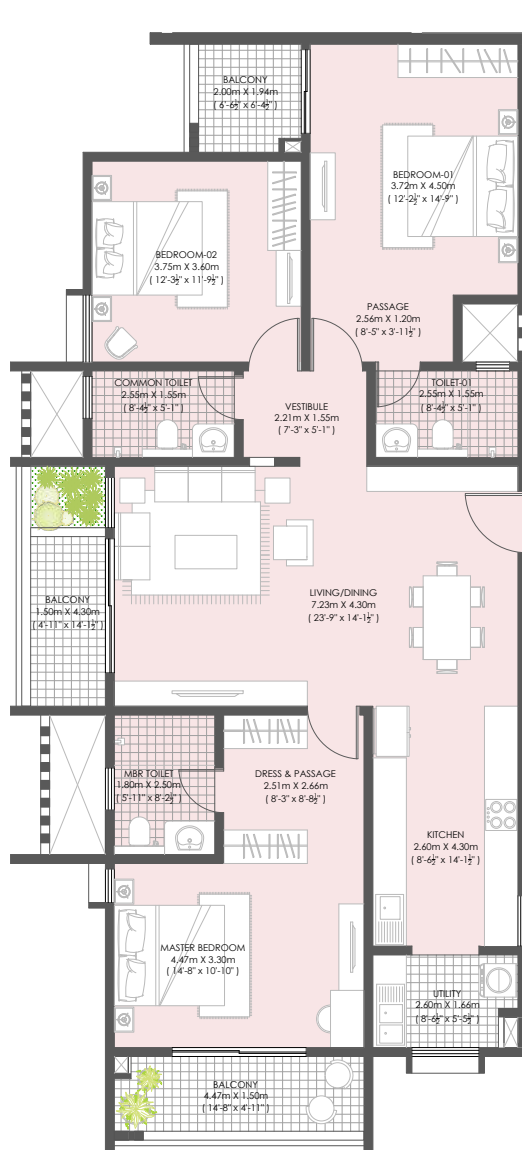 BALCONY
2.00m X 1.94m
( 6'-6½" x 6'-4½" )
BEDROOM-01
3.72m X 4.50m
( 12'-2½" x 14'-9" )
BEDROOM-02
3.75m X 3.60m
( 12'-3½" x 11'-9½" )
PASSAGE
2.56m X 1.20m
( 8'-5" x 3'-11½" )
COMMON TOILET
2.55m X 1.55m
( 8'-4½" x 5'-1" )
VESTIBULE
2.21m X 1.55m
( 7'-3" x 5'-1" )
TOILET-01
2.55m X 1.55m
( 8'-4½" x 5'-1" )
BALCONY
1.50m X 4.30m
( 4'-11" x 14'-1½" )
LIVING/DINING
7.23m X 4.30m
( 23'-9" x 14'-1½" )
MBR TOILET
1.80m X 2.50m
( 5'-11" x 8'-2½" )
DRESS & PASSAGE
2.51m X 2.66m
( 8'-3" x 8'-8½" )
KITCHEN
2.60m X 4.30m
( 8'-6½" x 14'-1½" )
MASTER BEDROOM
4.47m X 3.30m
( 14'-8" x 10'-10" )
UTILITY
2.60m X 1.66m
( 8'-6½" x 5'-5½" )
BALCONY
4.47m X 1.50m
( 14'-8" x 4'-11" )